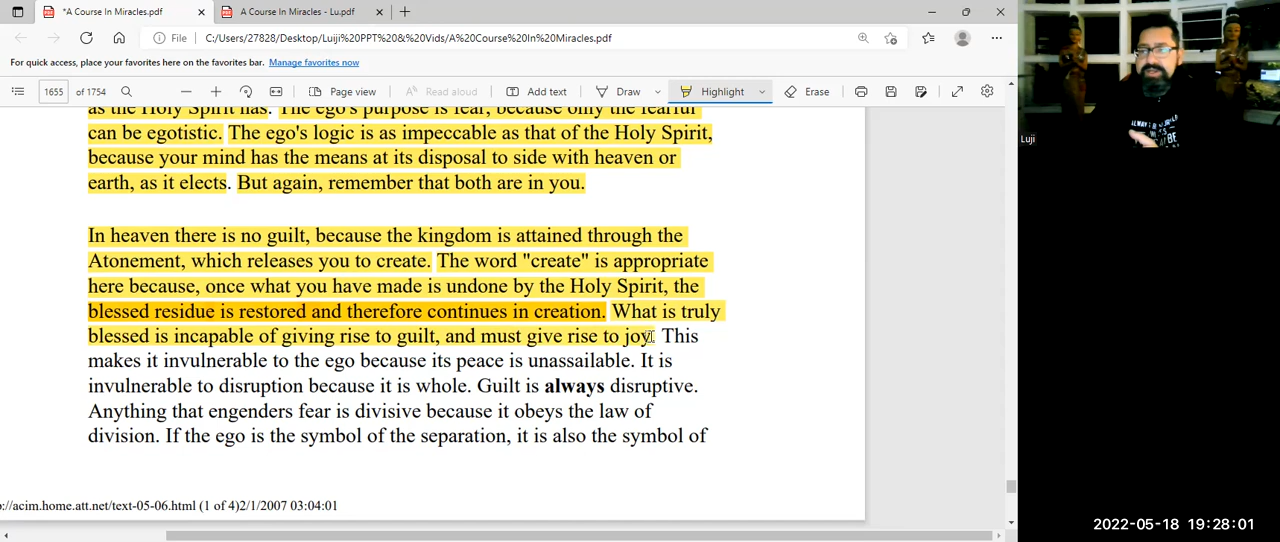 *A Course In Miracles.pdf
A Course In Miracles - Lu.pdf
File
C:/Users/27828/Desktop/Luiji%20PPT%20&%20Vids/A%20Course%20In%20Miracles.pdf
For quick access, place your favorites here on the favorites bar. Manage favorites now
1655 of 1754
Page view
Read aloud
Add text
Draw
Highlight
Erase
as the Holy Spirit has. The ego's purpose is fear, because only the fearful
can be egotistic. The ego's logic is as impeccable as that of the Holy Spirit,
because your mind has the means at its disposal to side with heaven or
earth, as it elects. But again, remember that both are in you.
In heaven there is no guilt, because the kingdom is attained through the
Atonement, which releases you to create. The word "create" is appropriate
here because, once what you have made is undone by the Holy Spirit, the
blessed residue is restored and therefore continues in creation. What is truly
blessed is incapable of giving rise to guilt, and must give rise to joy. This
makes it invulnerable to the ego because its peace is unassailable. It is
invulnerable to disruption because it is whole. Guilt is always disruptive.
Anything that engenders fear is divisive because it obeys the law of
division. If the ego is the symbol of the separation, it is also the symbol of
://acim.home.att.net/text-05-06.html (1 of 4)2/1/2007 03:04:01
Luji
2022-05-18 19:28:01